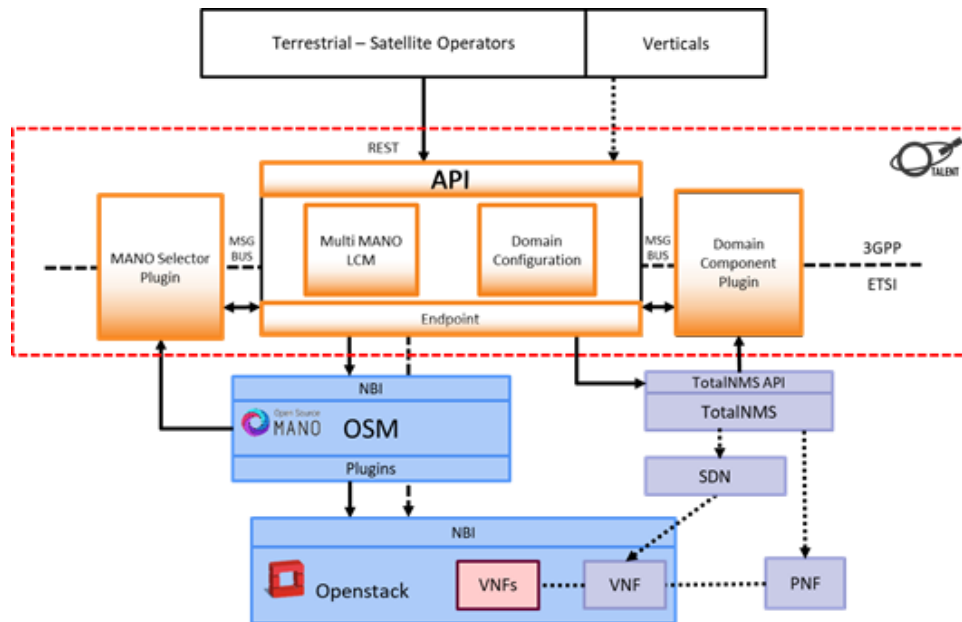 Terrestrial – Satellite Operators
Verticals
REST
TALENT
API
MANO Selector
Plugin
MSG
BUS
Multi MANO
LCM
Domain
Configuration
MSG
BUS
Domain
Component
Plugin
3GPP
ETSI
Endpoint
NBI
Open Source
MANO
OSM
Plugins
TotalNMS API
TotalNMS
SDN
NBI
Openstack
VNFs
VNF
PNF